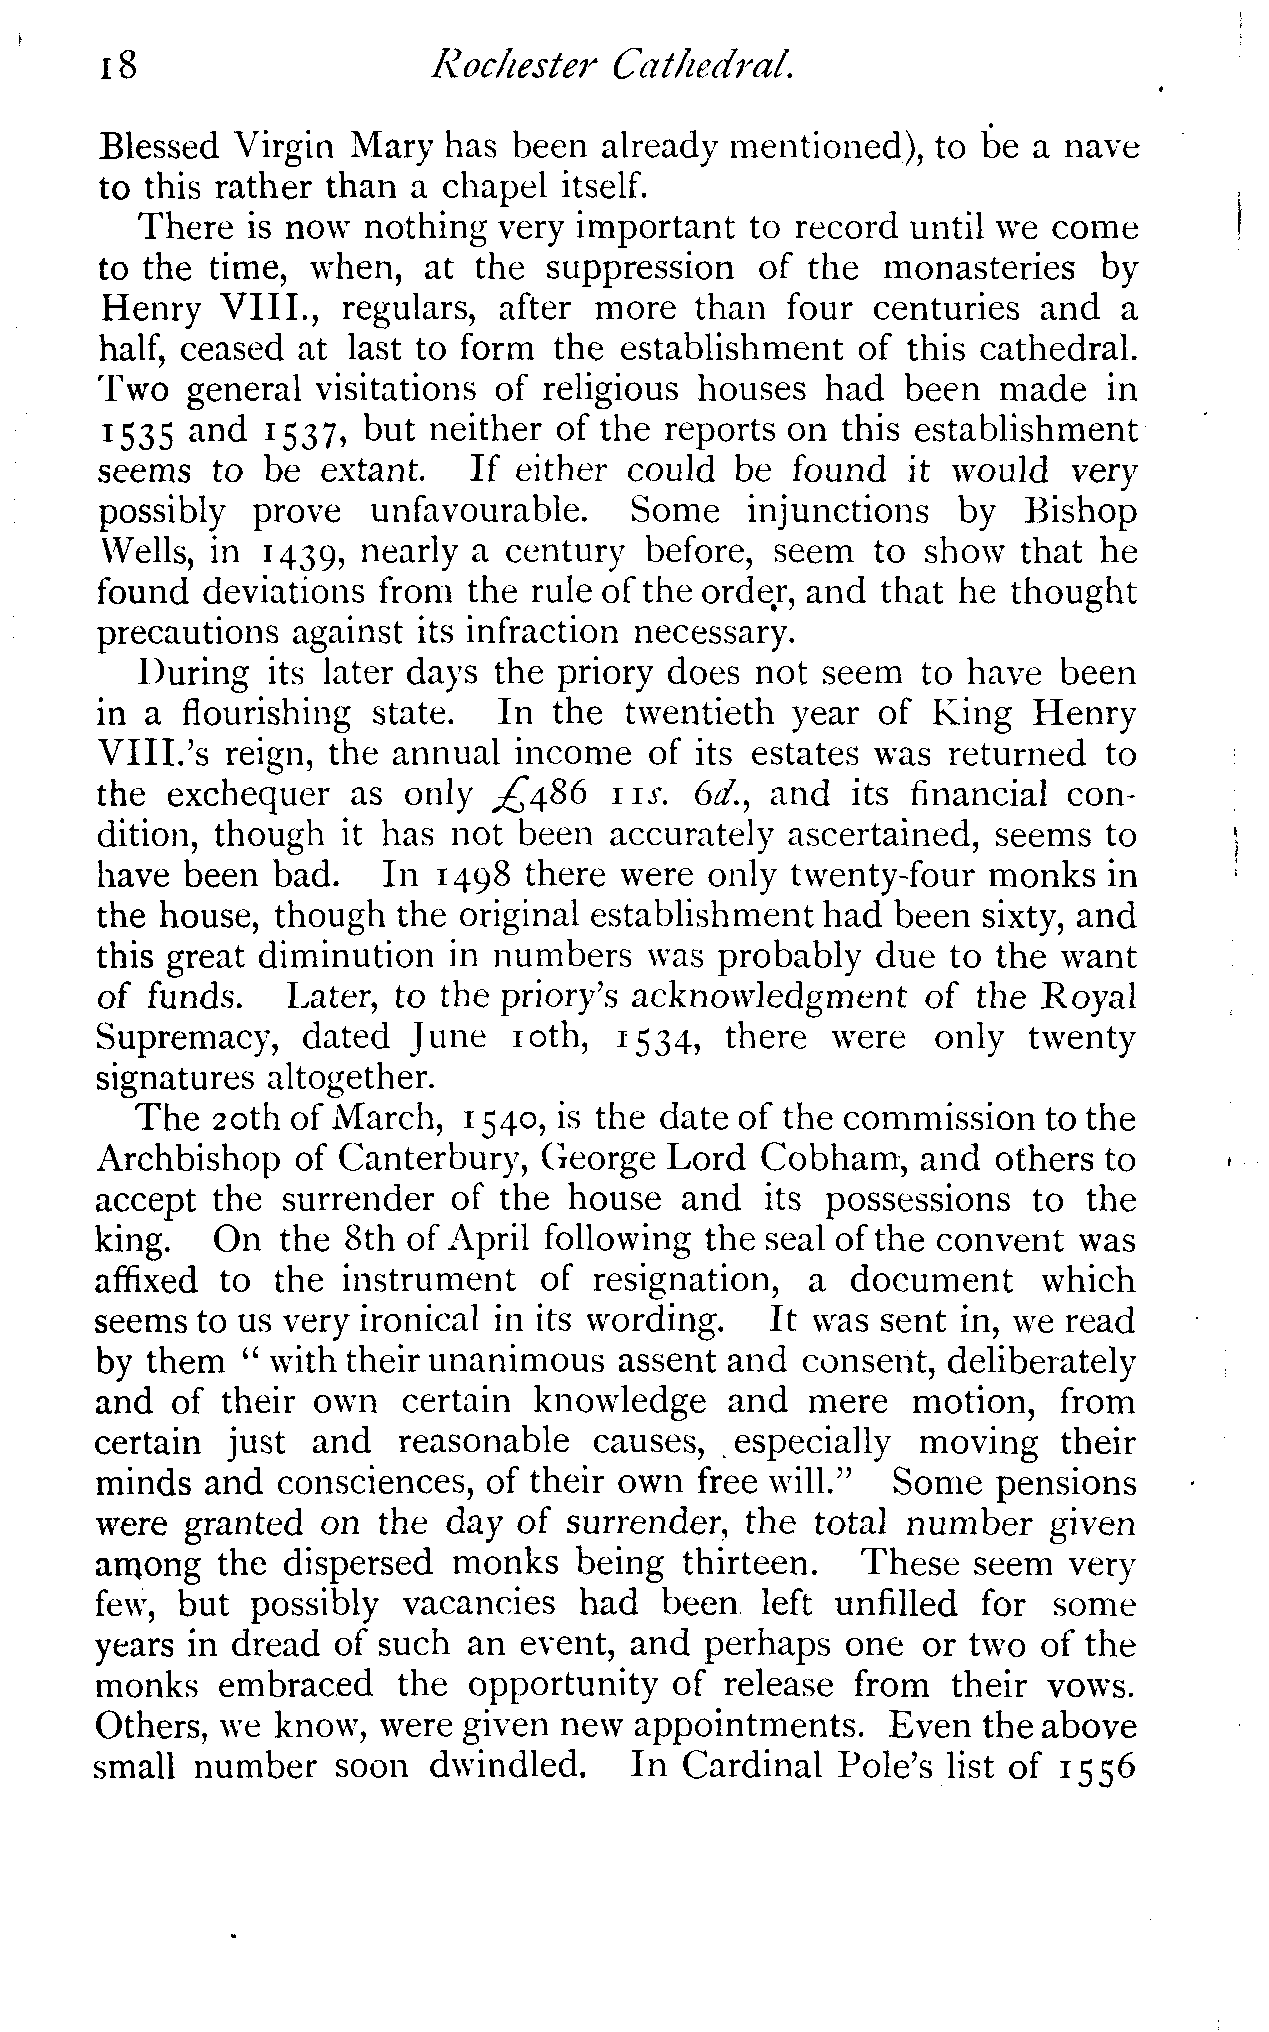 18 Rochester Cathedral.
Blessed Virgin Mary has been already mentioned), to be a nave
to this rather than a chapel itself.
There is now nothing very important to record until we come
to the time, when, at the suppression of the monasteries by
Henry VIII., regulars, after more than four centuries and a
half, ceased at last to form the establishment of this cathedral.
Two general visitations of religious houses had been made in
1535 and 1537, but neither of the reports on this establishment
seems to be extant. If either could be found it would very
possibly prove unfavourable. Some injunctions by Bishop
Wells, in 1439, nearly a century before, seem to show that he
found deviations from the rule of the order, and that he thought
precautions against its infraction necessary.
During its later days the priory does not seem to have been
in a flourishing state. In the twentieth year of King Henry
VIII.'s reign, the annual income of its estates was returned to
the exchequer as only £486 11s. 6d., and its financial con-
dition, though it has not been accurately ascertained, seems to
have been bad. In 1498 there were only twenty-four monks in
the house, though the original establishment had been sixty, and
this great diminution in numbers was probably due to the want
of funds. Later, to the priory's acknowledgment of the Royal
Supremacy, dated June 10th, 1534, there were only twenty
signatures altogether.
The 20th of March, 1540, is the date of the commission to the
Archbishop of Canterbury, George Lord Cobham, and others to
accept the surrender of the house and its possessions to the
king. On the 8th of April following the seal of the convent was
affixed to the instrument of resignation, a document which
seems to us very ironical in its wording. It was sent in, we read
by them "with their unanimous assent and consent, deliberately
and of their own certain knowledge and mere motion, from
certain just and reasonable causes, especially moving their
minds and consciences, of their own free will." Some pensions
were granted on the day of surrender, the total number given
among the dispersed monks being thirteen. These seem very
few, but possibly vacancies had been left unfilled for some
years in dread of such an event, and perhaps one or two of the
monks embraced the opportunity of release from their vows.
Others, we know, were given new appointments. Even the above
small number soon dwindled. In Cardinal Pole's list of 1556